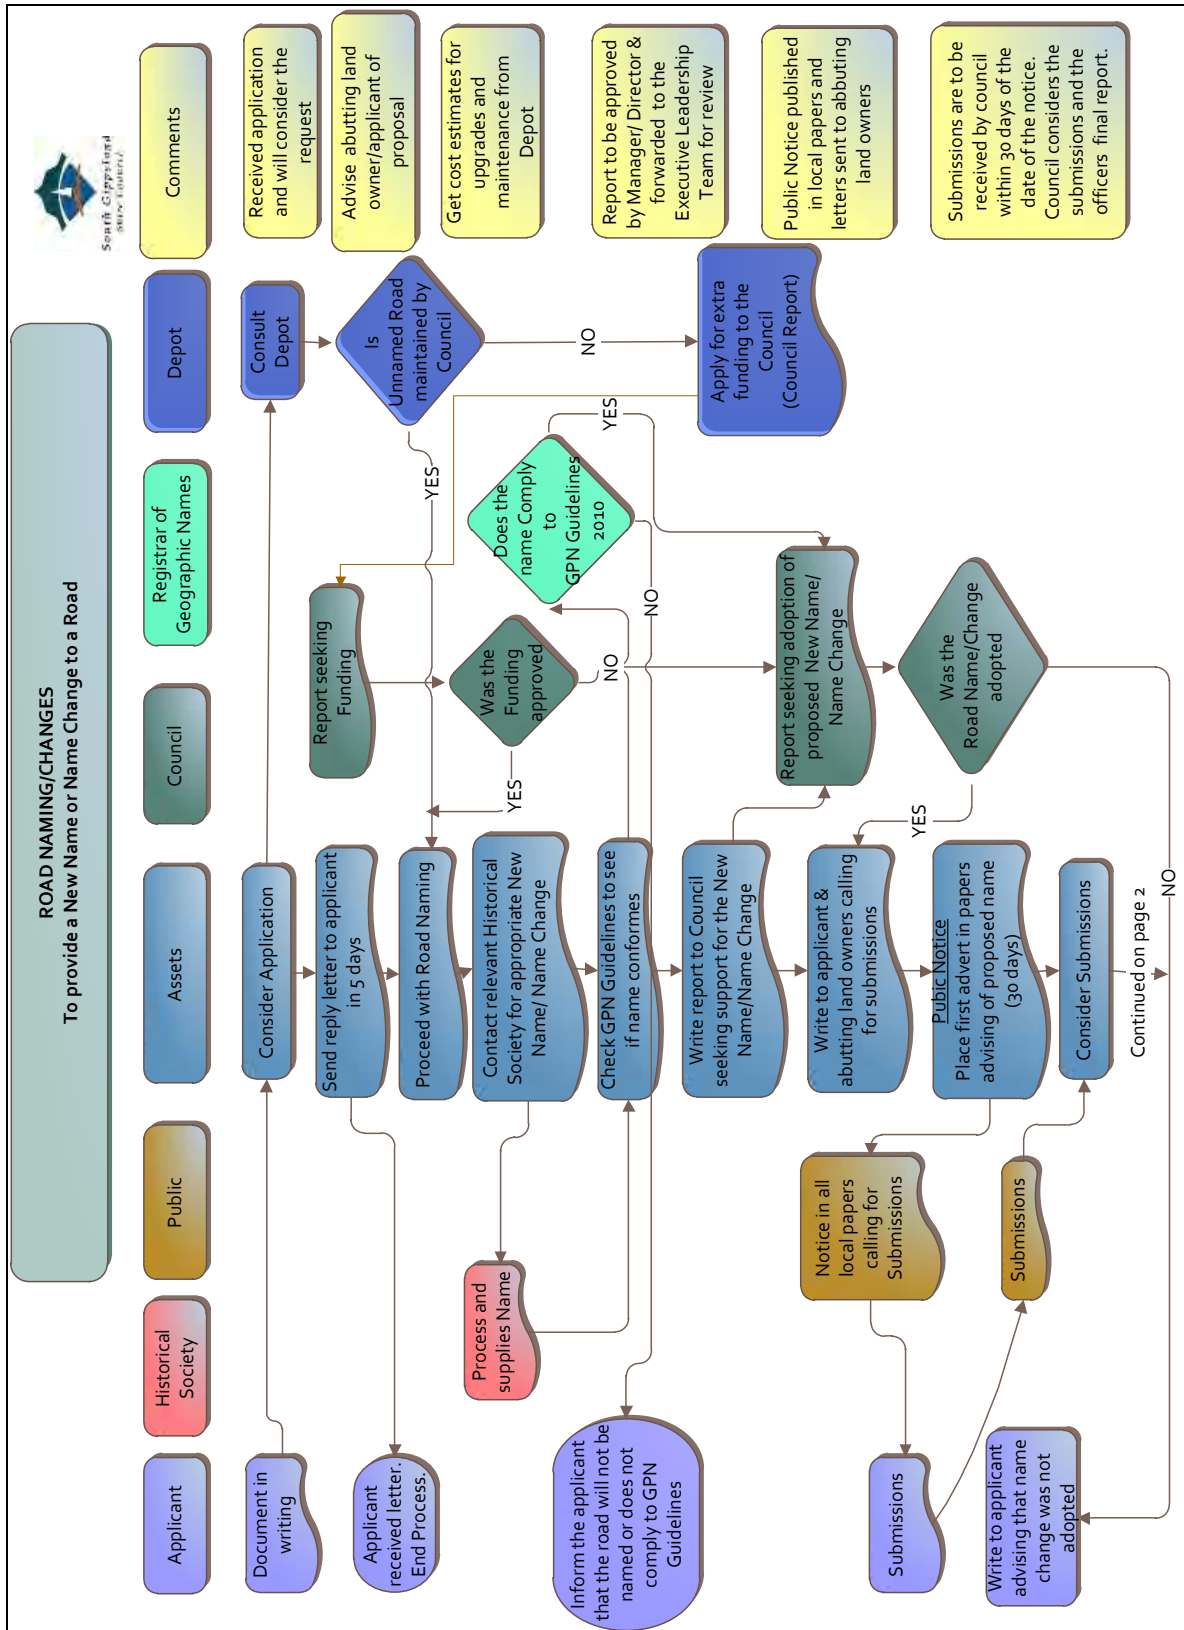 ROAD NAMING/CHANGES
To provide a New Name or Name Change to a Road
South Gippsland
Shire Council
Applicant
Historical
Society
Public
Assets
Council
Registrar of
Geographic Names
Depot
Comments
Document in
writing
Consider Application
Consult
Depot
Received application
and will consider the
request
Applicant
received letter.
End Process.
Send reply letter to applicant
in 5 days
Report seeking
Funding
Is
Unnamed Road
maintained by
Council
Advise abutting land
owner/applicant of
proposal
Proceed with Road Naming
YES
Process and
supplies Name
Contact relevant Historical
Society for appropriate New
Name/ Name Change
YES
Was the
Funding
approved
Does the
name Comply
to
GPN Guidelines
2010
Get cost estimates for
upgrades and
maintenance from
Depot
NO
Inform the applicant
that the road will not be
named or does not
comply to GPN
Guidelines
Check GPN Guidelines to see
if name conformes
NO
NO
YES
Report to be approved
by Manager/ Director &
forwarded to the
Executive Leadership
Team for review
Write report to Council
seeking support for the New
Name/Name Change
Apply for extra
funding to the
Council
(Council Report)
Notice in all
local papers
calling for
Submissions
Write to applicant &
abutting land owners calling
for submissions
Report seeking adoption of
proposed New Name/
Name Change
Public Notice published
in local papers and
letters sent to abbuting
land owners
Submissions
YES
Pubic Notice
Place first advert in papers
advising of proposed name
(30 days)
Was the
Road Name/Change
adopted
Submissions are to be
received by council
within 30 days of the
date of the notice.
Council considers the
submissions and the
officers final report.
Write to applicant
advising that name
change was not
adopted
Submissions
Consider Submissions
Continued on page 2
NO